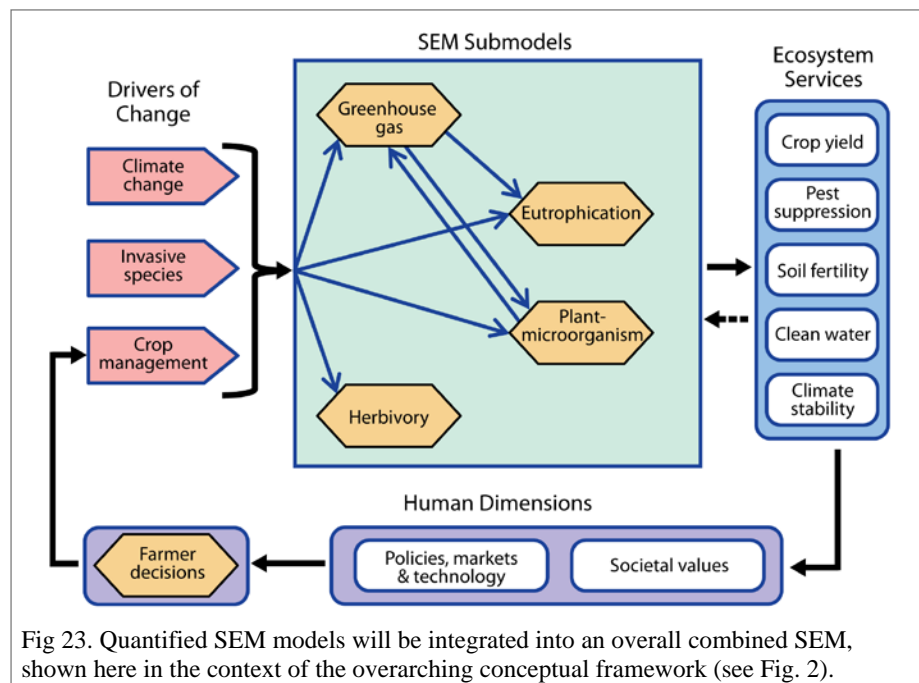 SEM Submodels
Ecosystem
Services
Drivers of
Change
Climate
change
Invasive
species
Crop
management
Greenhouse
gas
Eutrophication
Plant-
microorganism
Herbivory
Crop yield
Pest
suppression
Soil fertility
Clean water
Climate
stability
Human Dimensions
Farmer
decisions
Policies, markets
& technology
Societal values
Fig 23. Quantified SEM models will be integrated into an overall combined SEM,
shown here in the context of the overarching conceptual framework (see Fig. 2).